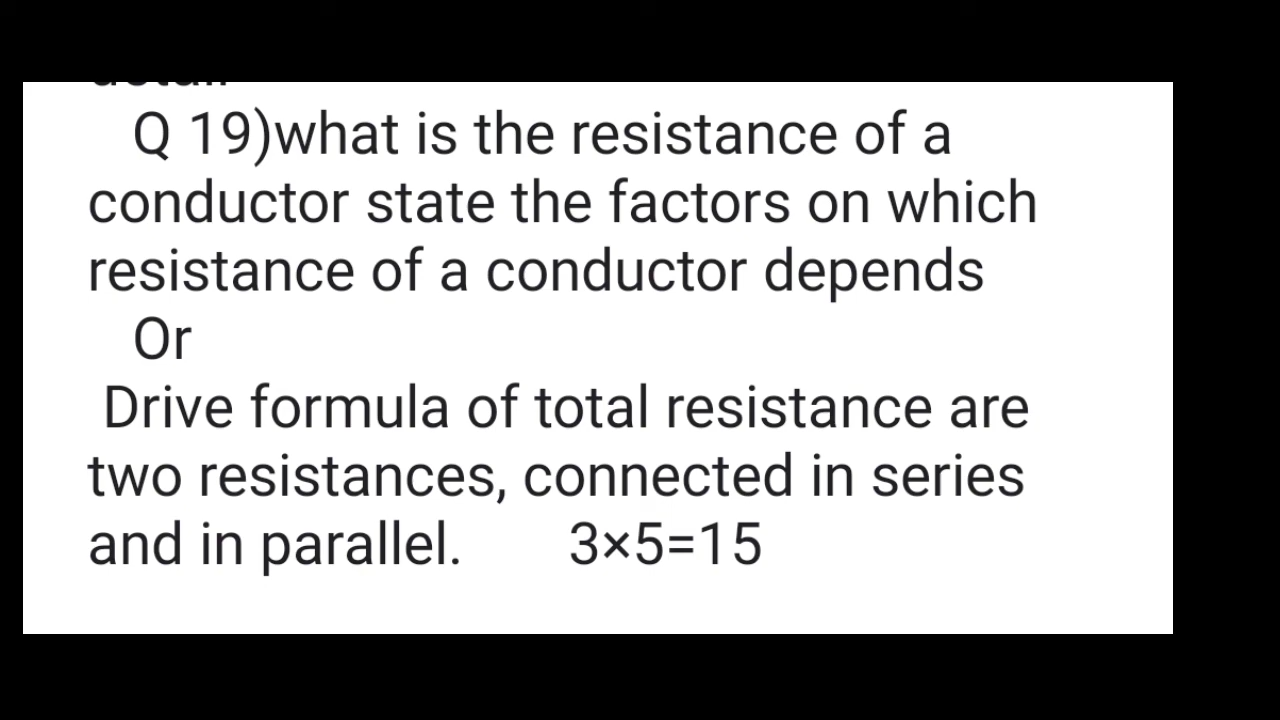 Q 19)what is the resistance of a
conductor state the factors on which
resistance of a conductor depends
Or
Drive formula of total resistance are
two resistances, connected in series
and in parallel. 3×5=15